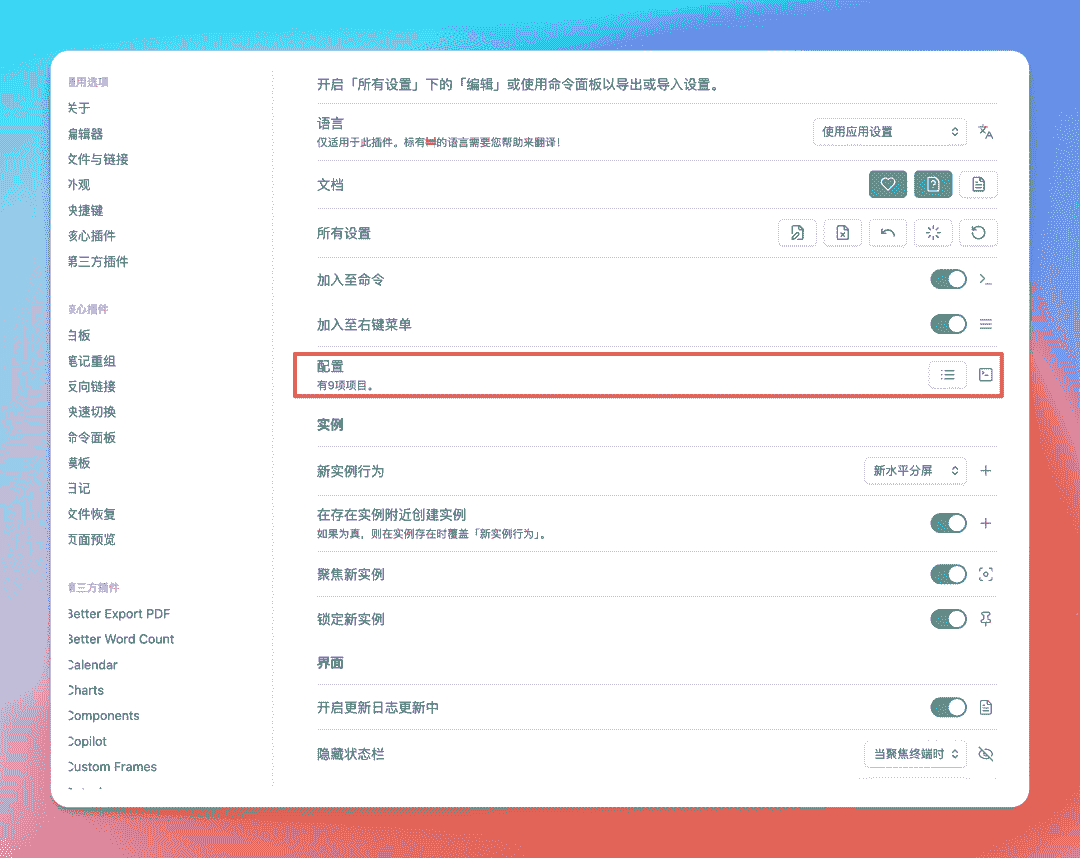 通用选项
关于
编辑器
文件与链接
外观
快捷键
核心插件
第三方插件
核心插件
白板
笔记重组
反向链接
快速切换
命令面板
模板
日记
文件恢复
页面预览
第三方插件
Better Export PDF
Better Word Count
Calendar
Charts
Components
Copilot
Custom Frames
开启「所有设置」下的「编辑」或使用命令面板以导出或导入设置。
语言
仅适用于此插件。标有🟥的语言需要您帮助来翻译！
使用应用设置
文档
所有设置
加入至命令
加入至右键菜单
配置
有9项项目。
实例
新实例行为
新水平分屏
在存在实例附近创建实例
如果为真，则在实例存在时覆盖「新实例行为」。
聚焦新实例
锁定新实例
界面
开启更新日志更新中
隐藏状态栏
当聚焦终端时